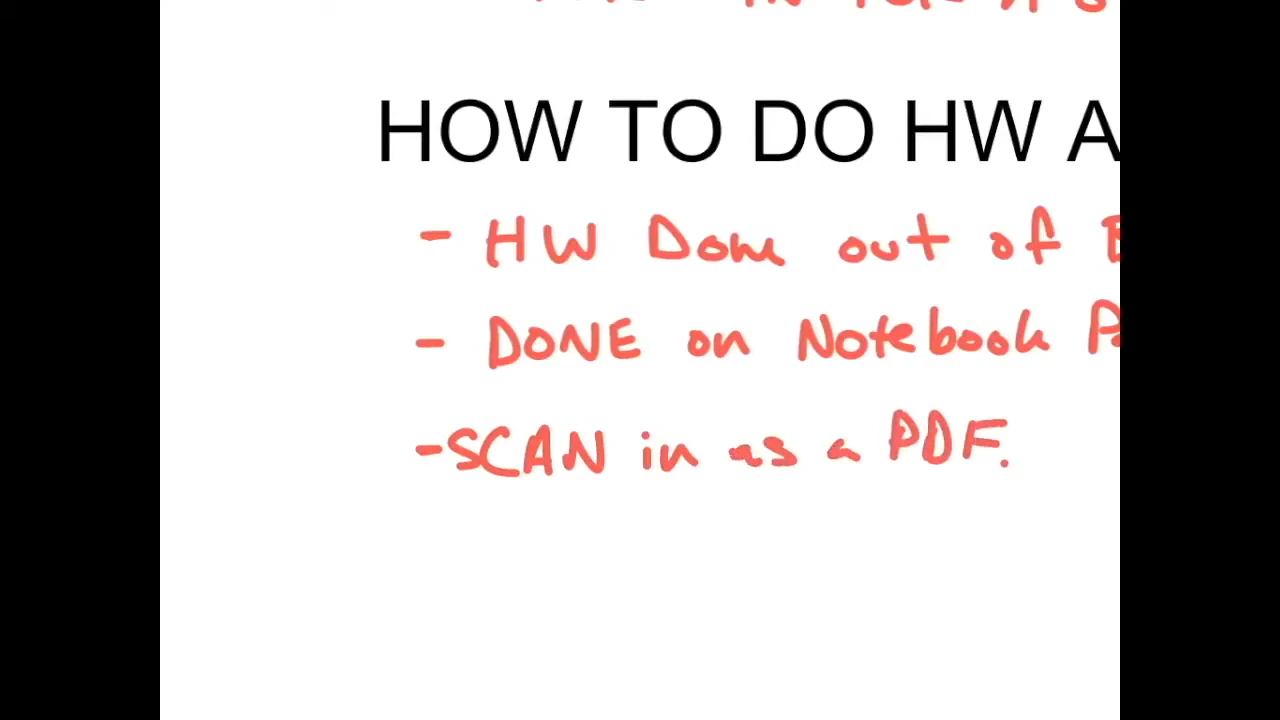 HOW TO DO HW A
- HW Done out of
- DONE on Notebook
- SCAN in as a PDF.